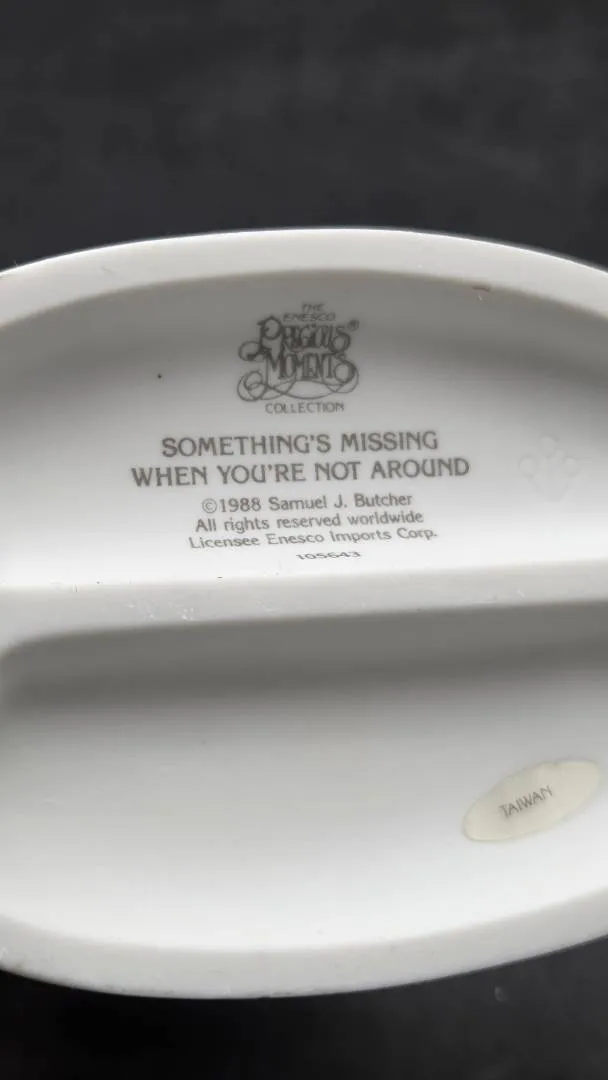 THE
ENESCO
PRECIOUS
MOMENTS®
COLLECTION
SOMETHING'S MISSING
WHEN YOU'RE NOT AROUND
©1988 Samuel J. Butcher
All rights reserved worldwide
Licensee Enesco Imports Corp.
105643
TAIWAN